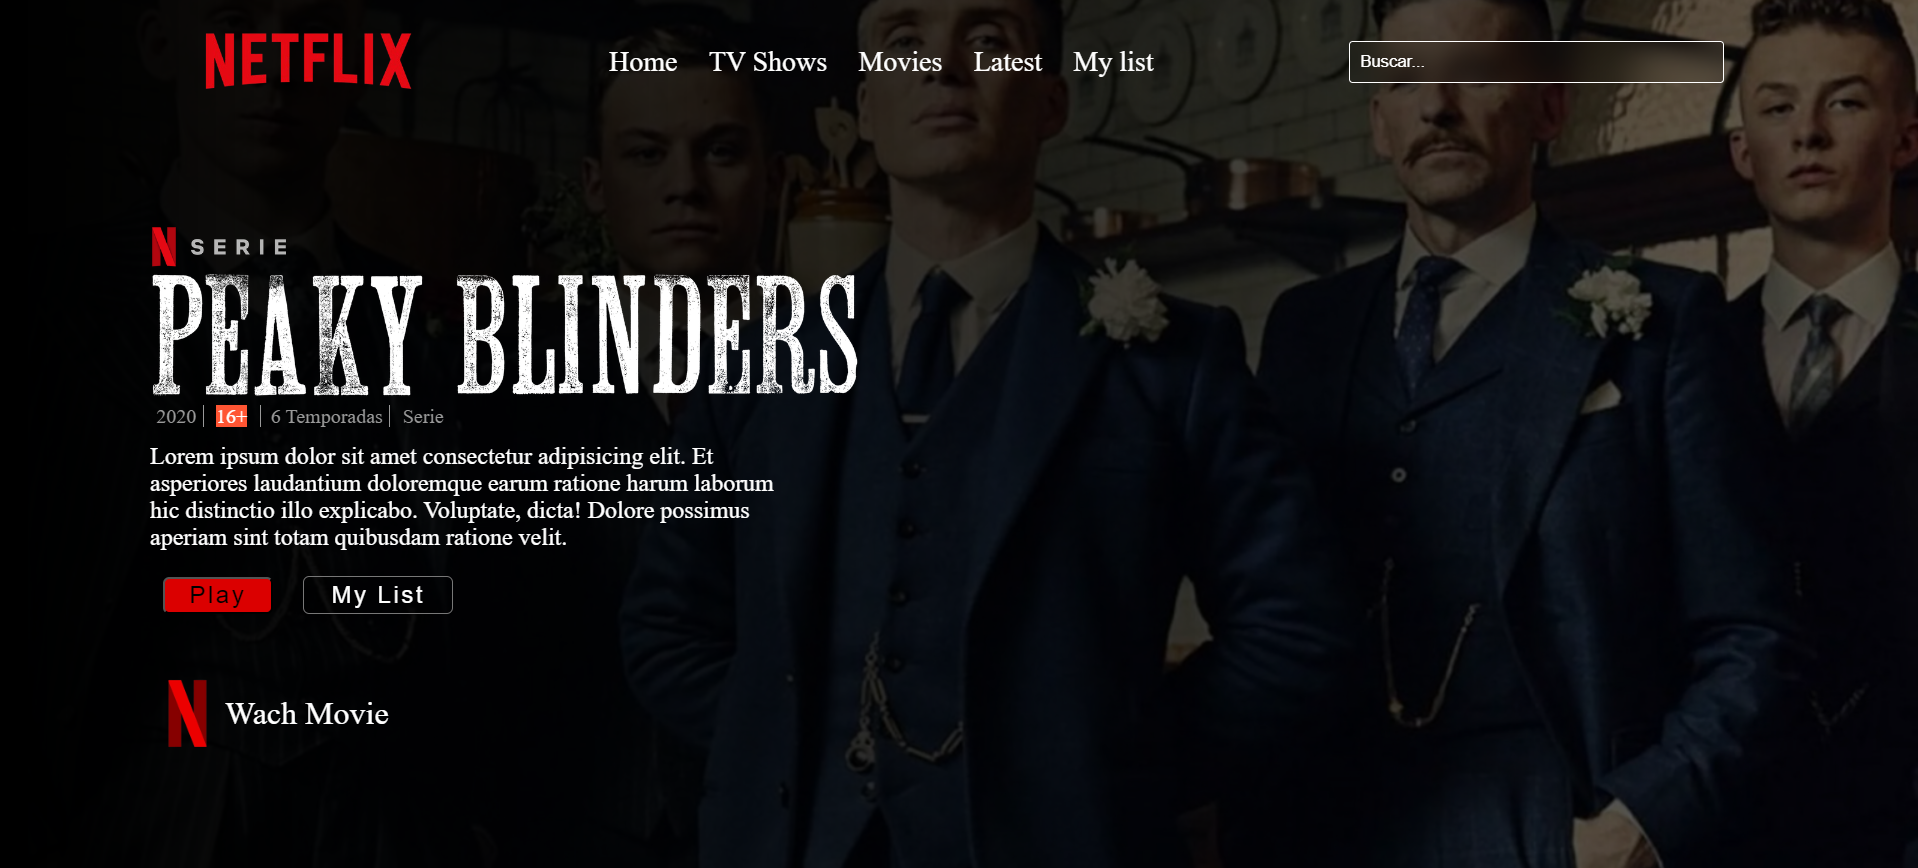 NETFLIX
Home TV Shows Movies Latest My list
Buscar...
N SERIE
PEAKY BLINDERS
2020 | 16+ | 6 Temporadas | Serie
Lorem ipsum dolor sit amet consectetur adipisicing elit. Et
asperiores laudantium doloremque earum ratione harum laborum
hic distinctio illo explicabo. Voluptate, dicta! Dolore possimus
aperiam sint totam quibusdam ratione velit.
Play My List
N Wach Movie